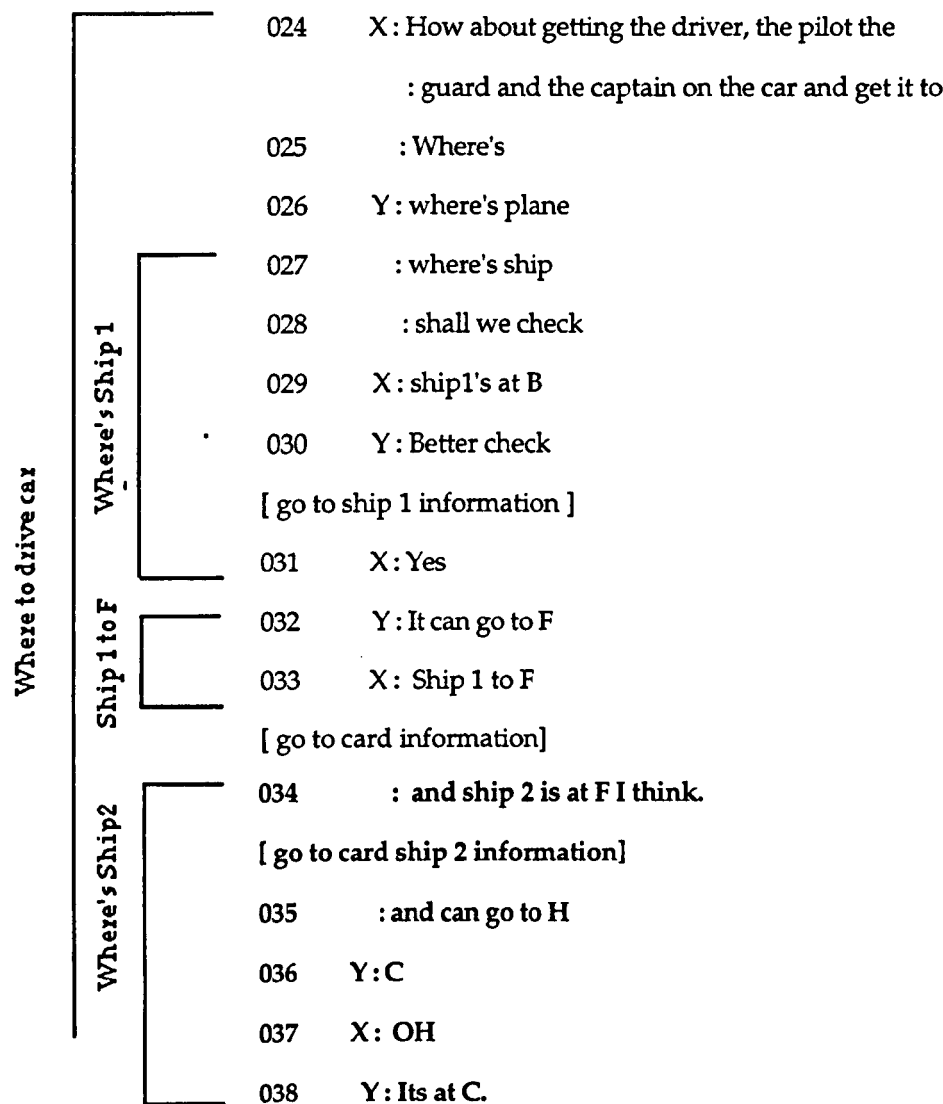 024 X : How about getting the driver, the pilot the
: guard and the captain on the car and get it to
025 : Where's
026 Y : where's plane
027 : where's ship
028 : shall we check
029 X : ship1's at B
030 Y : Better check
[ go to ship 1 information ]
031 X : Yes
032 Y : It can go to F
033 X : Ship 1 to F
[ go to card information]
034 : and ship 2 is at F I think.
[ go to card ship 2 information]
035 : and can go to H
036 Y : C
037 X : OH
038 Y : Its at C.
Where to drive car
Where's Ship 1
Ship 1 to F
Where's Ship2